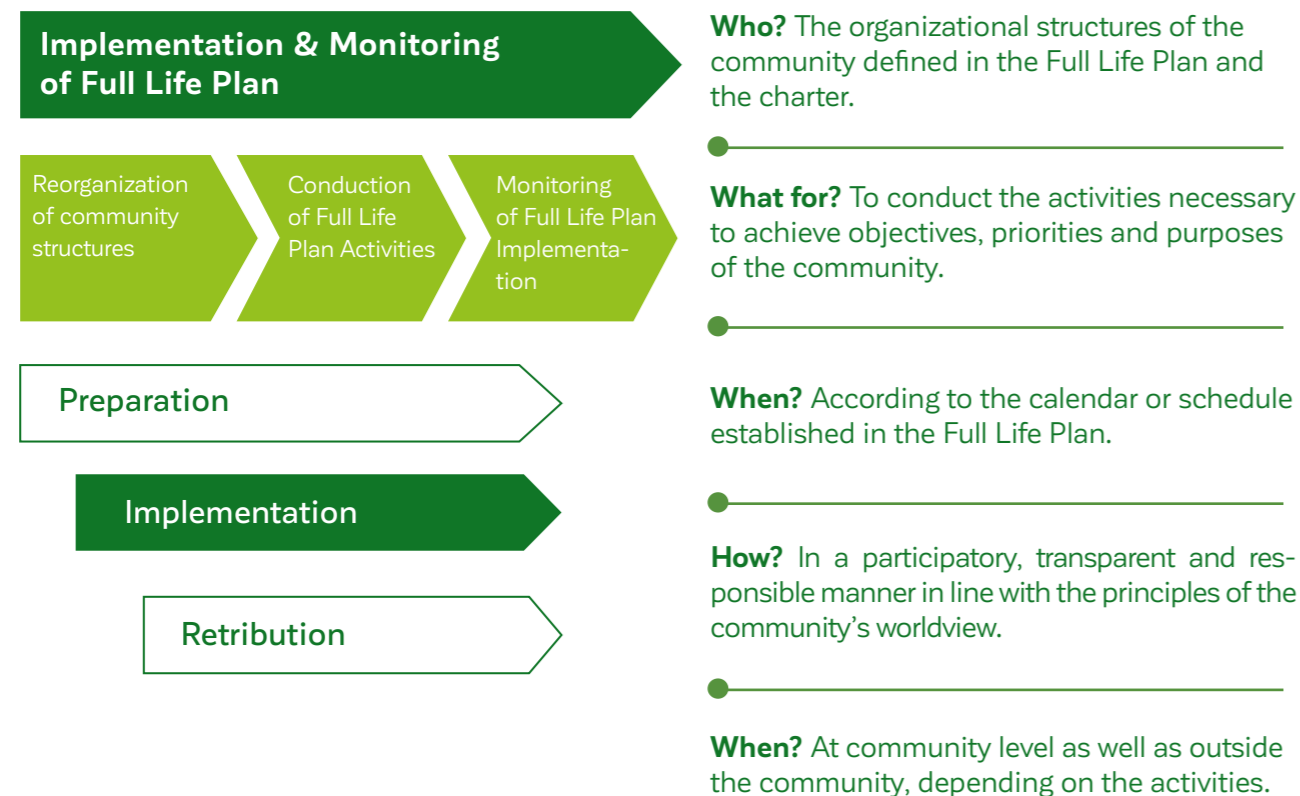 Implementation & Monitoring
of Full Life Plan
Reorganization
of community
structures
Conduction
of Full Life
Plan Activities
Monitoring
of Full Life Plan
Implementa-
tion
Preparation
Implementation
Retribution
Who? The organizational structures of the
community defined in the Full Life Plan and
the charter.
What for? To conduct the activities necessary
to achieve objectives, priorities and purposes
of the community.
When? According to the calendar or schedule
established in the Full Life Plan.
How? In a participatory, transparent and res-
ponsible manner in line with the principles of the
community’s worldview.
When? At community level as well as outside
the community, depending on the activities.